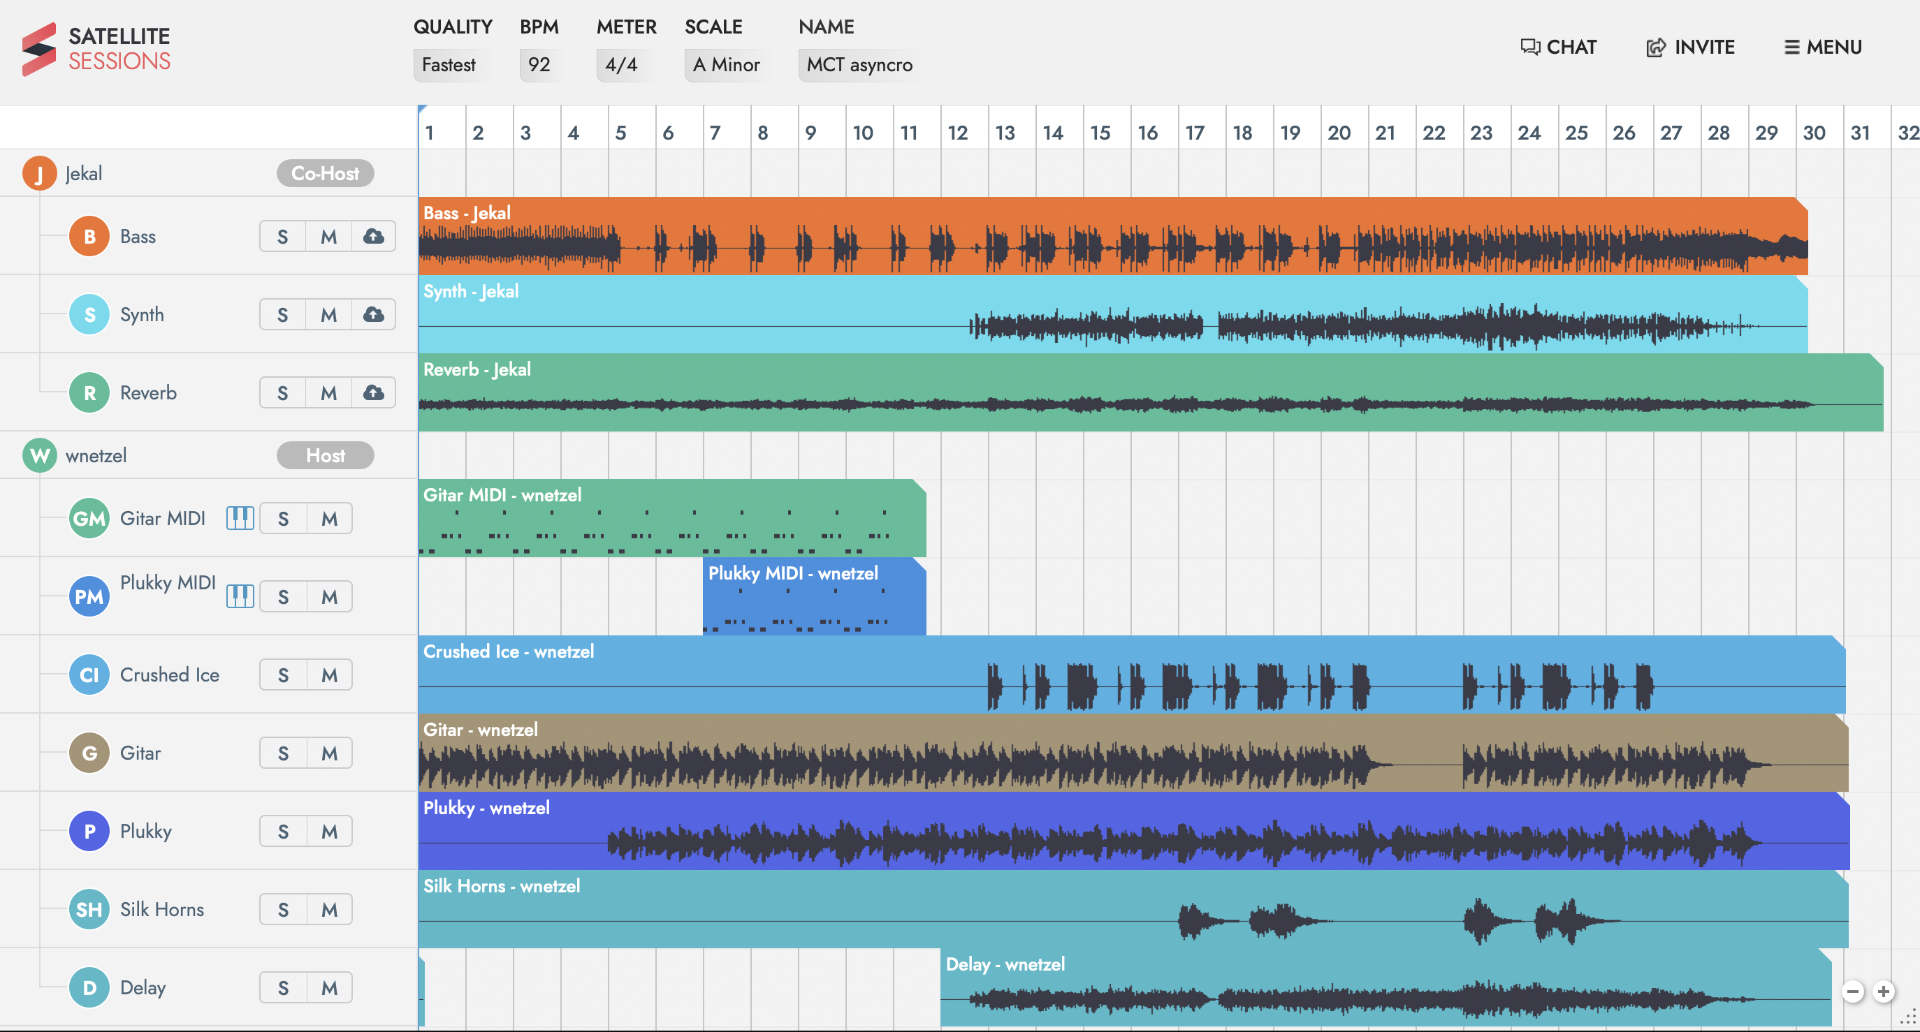 SATELLITE
SESSIONS
QUALITY BPM METER SCALE NAME
Fastest 92 4/4 A Minor MCT asyncro
CHAT INVITE MENU
1 2 3 4 5 6 7 8 9 10 11 12 13 14 15 16 17 18 19 20 21 22 23 24 25 26 27 28 29 30 31 32
J Jekal Co-Host
B Bass S M
Bass - Jekal
S Synth S M
Synth - Jekal
R Reverb S M
Reverb - Jekal
W wnetzel Host
GM Gitar MIDI S M
Gitar MIDI - wnetzel
PM Plukky MIDI S M
Plukky MIDI - wnetzel
CI Crushed Ice S M
Crushed Ice - wnetzel
G Gitar S M
Gitar - wnetzel
P Plukky S M
Plukky - wnetzel
SH Silk Horns S M
Silk Horns - wnetzel
D Delay S M
Delay - wnetzel